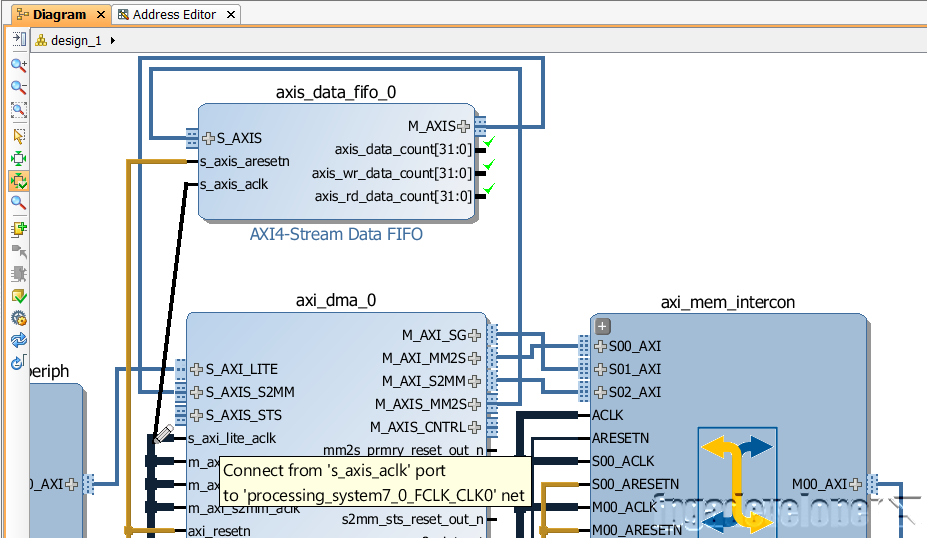 Diagram × Address Editor ×
design_1
axis_data_fifo_0
M_AXIS
S_AXIS
axis_data_count[31:0]
s_axis_aresetn
axis_wr_data_count[31:0]
s_axis_aclk
axis_rd_data_count[31:0]
AXI4-Stream Data FIFO
axi_dma_0
axi_mem_intercon
M_AXI_SG
S00_AXI
M_AXI_MM2S
eriph
S_AXI_LITE
S01_AXI
M_AXI_S2MM
S_AXIS_S2MM
S02_AXI
M_AXIS_MM2S
S_AXIS_STS
ACLK
M_AXIS_CNTRL
s_axi_lite_aclk
ARESETN
mm2s_prmry_reset_out_n
m_ax
S00_ACLK
Connect from 's_axis_aclk' port
to 'processing_system7_0_FCLK_CLK0' net
0_AXI
m_ax
S00_ARESETN
M00_AXI
m_axi_s2mm_aclk
M00_ACLK
fpgadeveloper
s2mm_sts_reset_out_n
axi_resetn
M00_ARESETN